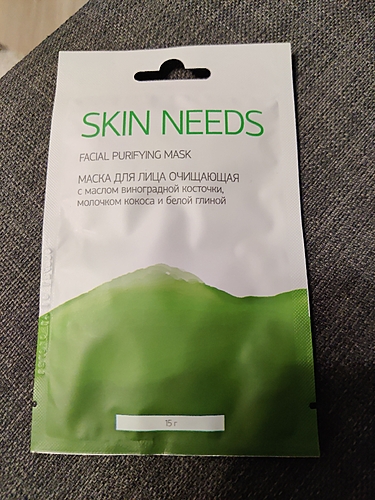 SKIN NEEDS
FACIAL PURIFYING MASK
МАСКА ДЛЯ ЛИЦА ОЧИЩАЮЩАЯ
с маслом виноградной косточки,
молочком кокоса и белой глиной
15 г